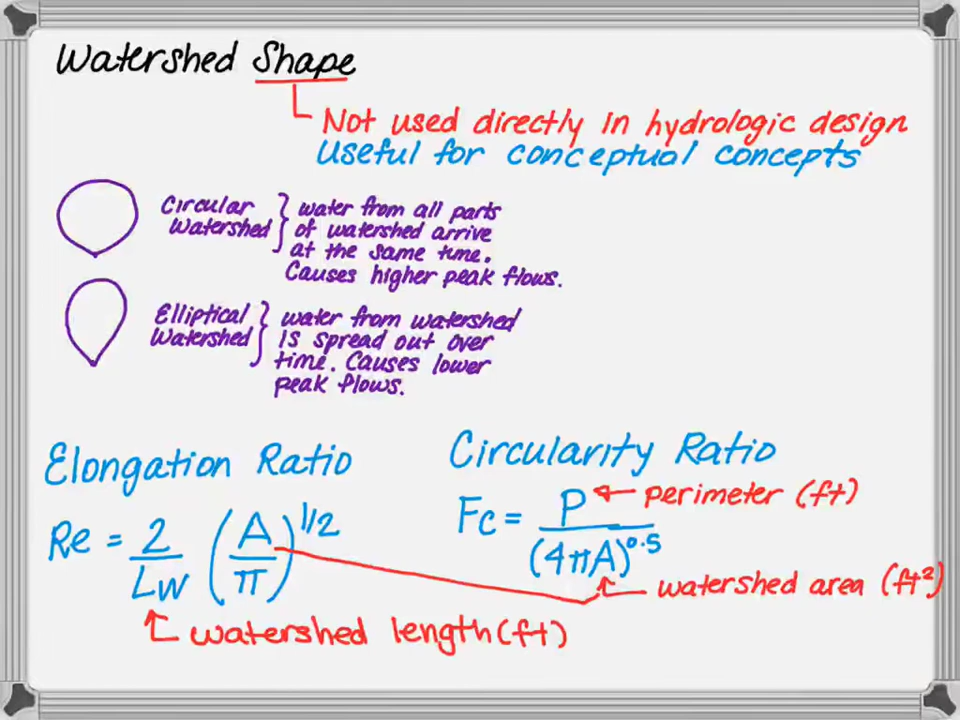 Watershed Shape
Not used directly in hydrologic design
Useful for conceptual concepts
Circular
Watershed
water from all parts
of watershed arrive
at the same time.
Causes higher peak flows.
Elliptical
Watershed
water from watershed
is spread out over
time. Causes lower
peak flows.
Elongation Ratio
Re = 2/Lw (A/π)^1/2
watershed length (ft)
Circularity Ratio
Fc = P/(4πA)^0.5
perimeter (ft)
watershed area (ft²)